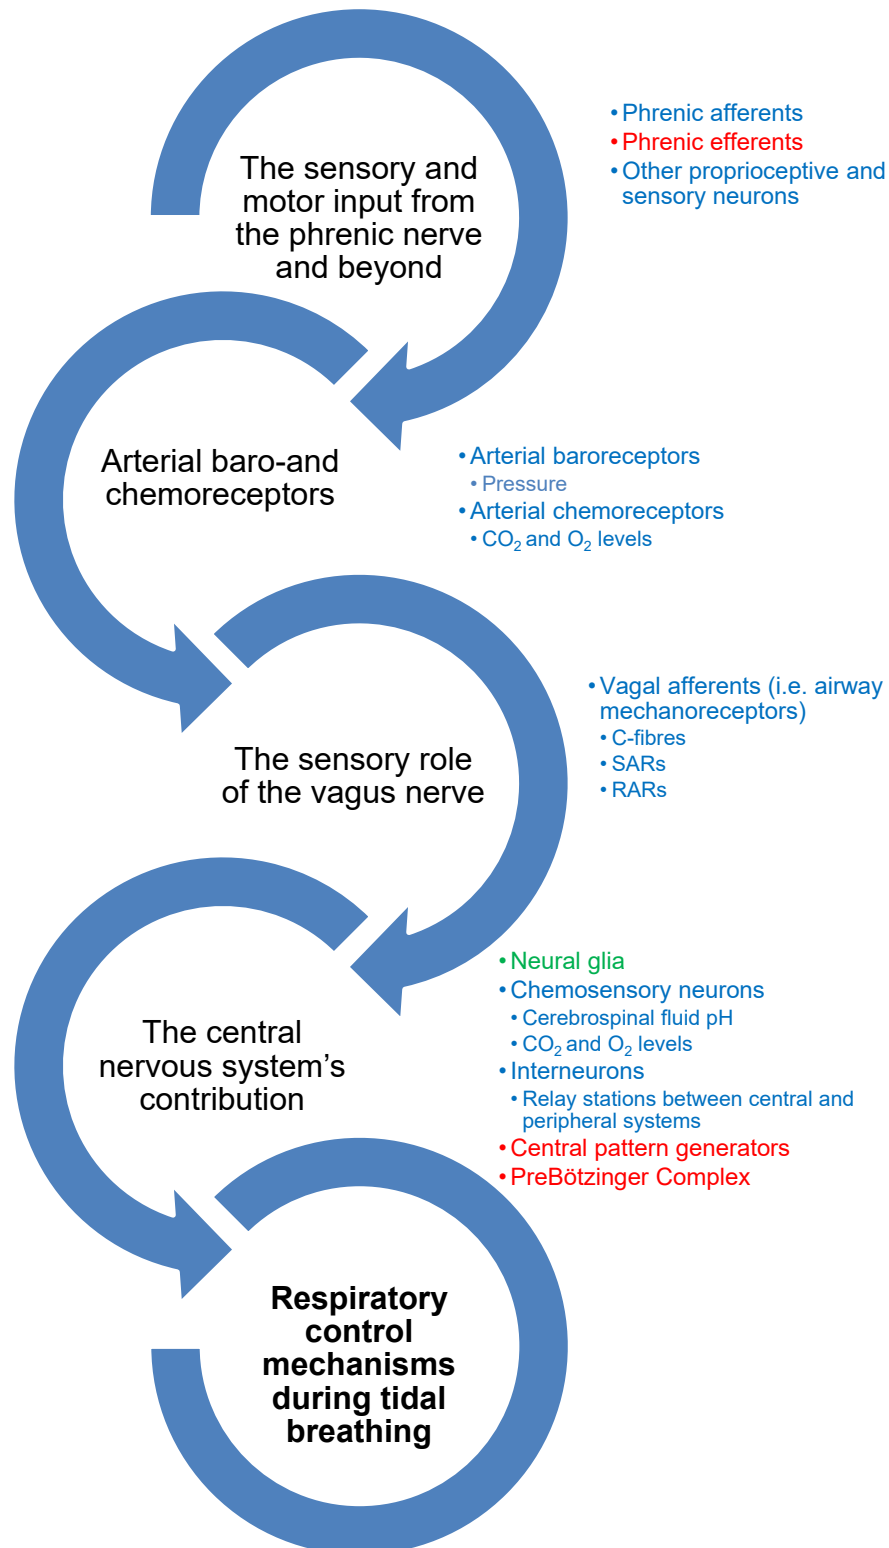 The sensory and
motor input from
the phrenic nerve
and beyond
• Phrenic afferents
• Phrenic efferents
• Other proprioceptive and
sensory neurons
Arterial baro-and
chemoreceptors
• Arterial baroreceptors
• Pressure
• Arterial chemoreceptors
• CO₂ and O₂ levels
The sensory role
of the vagus nerve
• Vagal afferents (i.e. airway
mechanoreceptors)
• C-fibres
• SARs
• RARs
The central
nervous system’s
contribution
• Neural glia
• Chemosensory neurons
• Cerebrospinal fluid pH
• CO₂ and O₂ levels
• Interneurons
• Relay stations between central and
peripheral systems
• Central pattern generators
• PreBötzinger Complex
Respiratory
control
mechanisms
during tidal
breathing